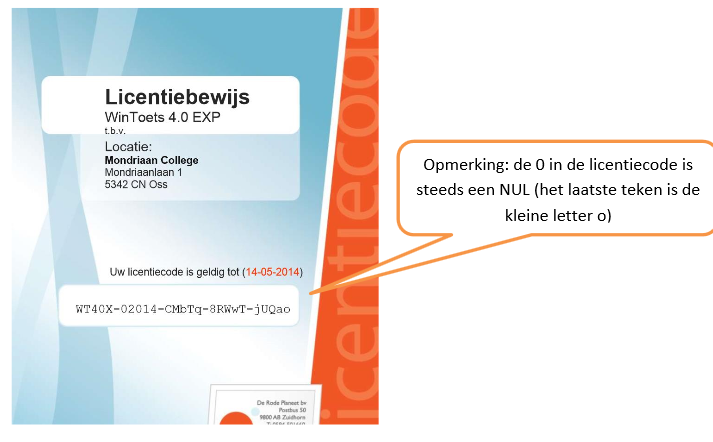 Licentiebewijs
WinToets 4.0 EXP
t.b.v.
Locatie:
Mondriaan College
Mondriaanlaan 1
5342 CN Oss
Uw licentiecode is geldig tot (14-05-2014)
WT40X-02014-CMbTq-8RWwT-jUQao
licentiecode
De Rode Planeet bv
Postbus 50
9800 AB Zuidhorn
Opmerking: de 0 in de licentiecode is
steeds een NUL (het laatste teken is de
kleine letter o)